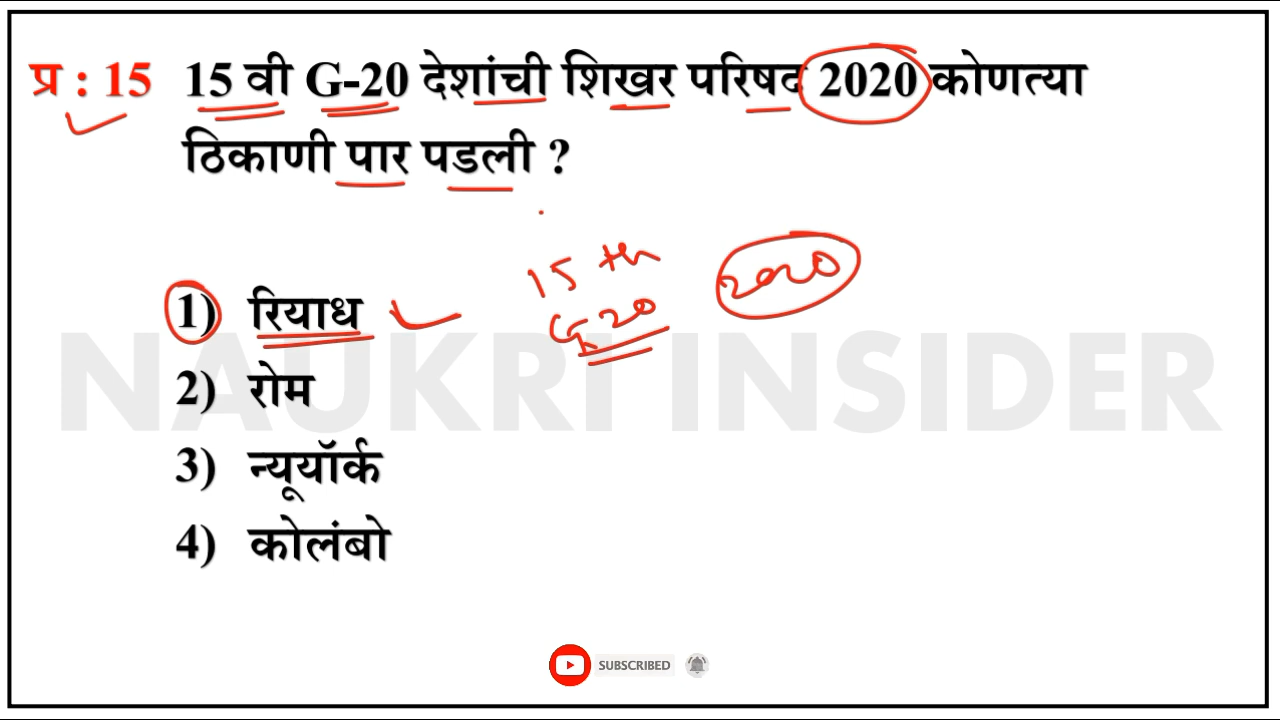 प्र : 15 15 वी G-20 देशांची शिखर परिषद 2020 कोणत्या
ठिकाणी पार पडली ?
15 th
G 20
2020
1) रियाध
2) रोम
3) न्यूयॉर्क
4) कोलंबो
NAUKRI INSIDER
SUBSCRIBED